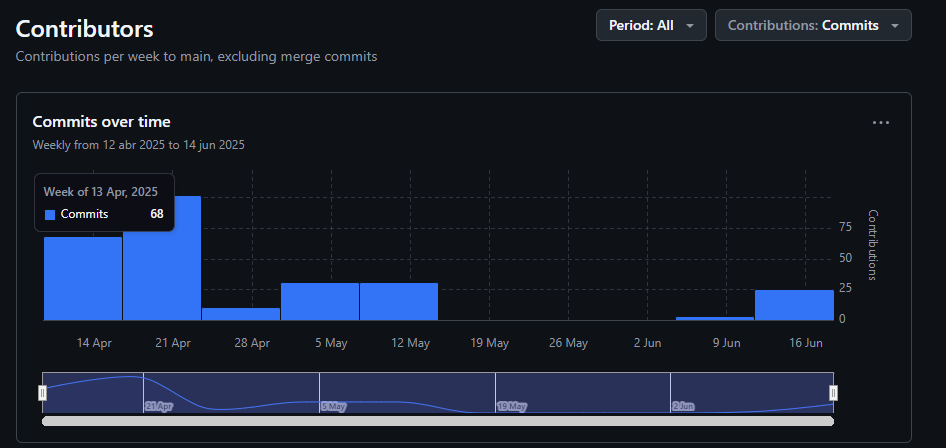 Contributors
Period: All
Contributions: Commits
Contributions per week to main, excluding merge commits
Commits over time
Weekly from 12 abr 2025 to 14 jun 2025
Week of 13 Apr, 2025
Commits 68
75
50
25
0
Contributions
14 Apr 21 Apr 28 Apr 5 May 12 May 19 May 26 May 2 Jun 9 Jun 16 Jun
21 Apr 5 May 19 May 2 Jun